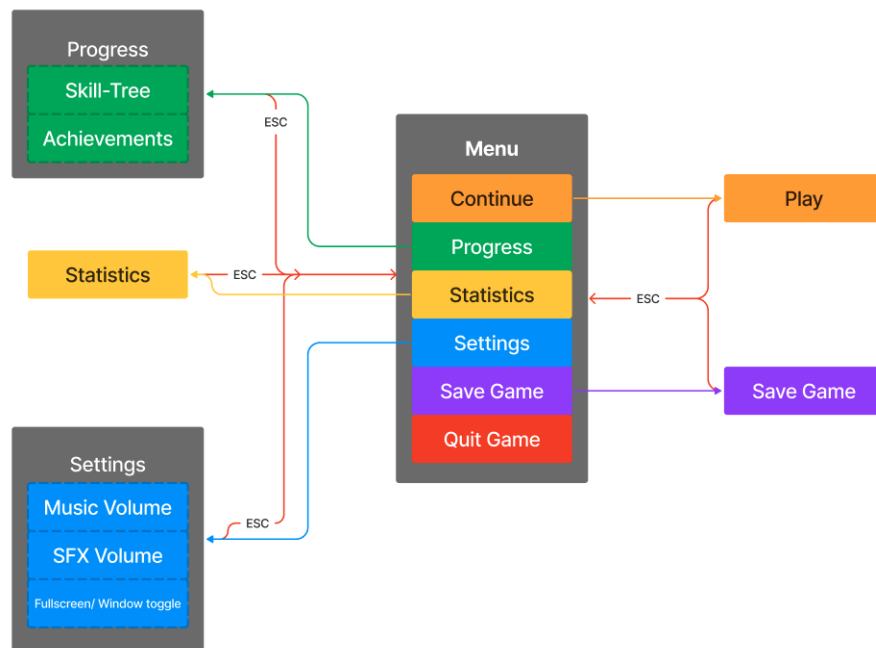 Progress
Skill-Tree
Achievements
ESC
Statistics
ESC
Settings
Music Volume
SFX Volume
Fullscreen/ Window toggle
ESC
Menu
Continue
Progress
Statistics
Settings
Save Game
Quit Game
Play
ESC
Save Game